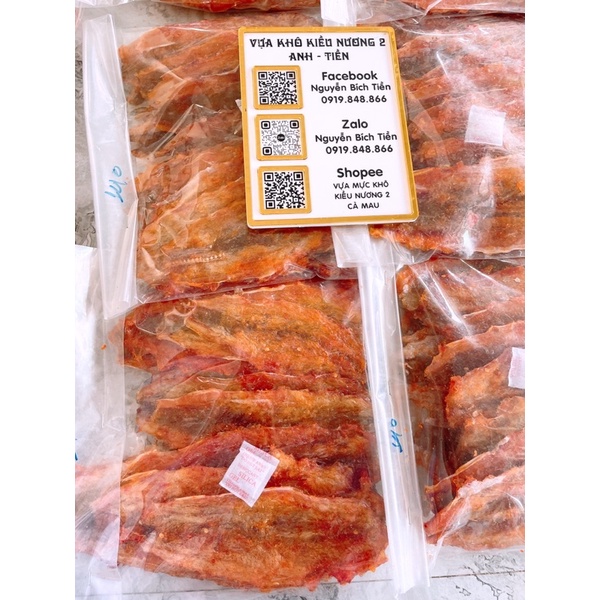 VỰA KHÔ KIỀU NƯƠNG 2
ANH - TIỀN
Facebook
Nguyễn Bích Tiền
0919.848.866
Zalo
Nguyễn Bích Tiền
0919.848.866
Shopee
VỰA MỰC KHÔ
KIỀU NƯƠNG 2
CÀ MAU